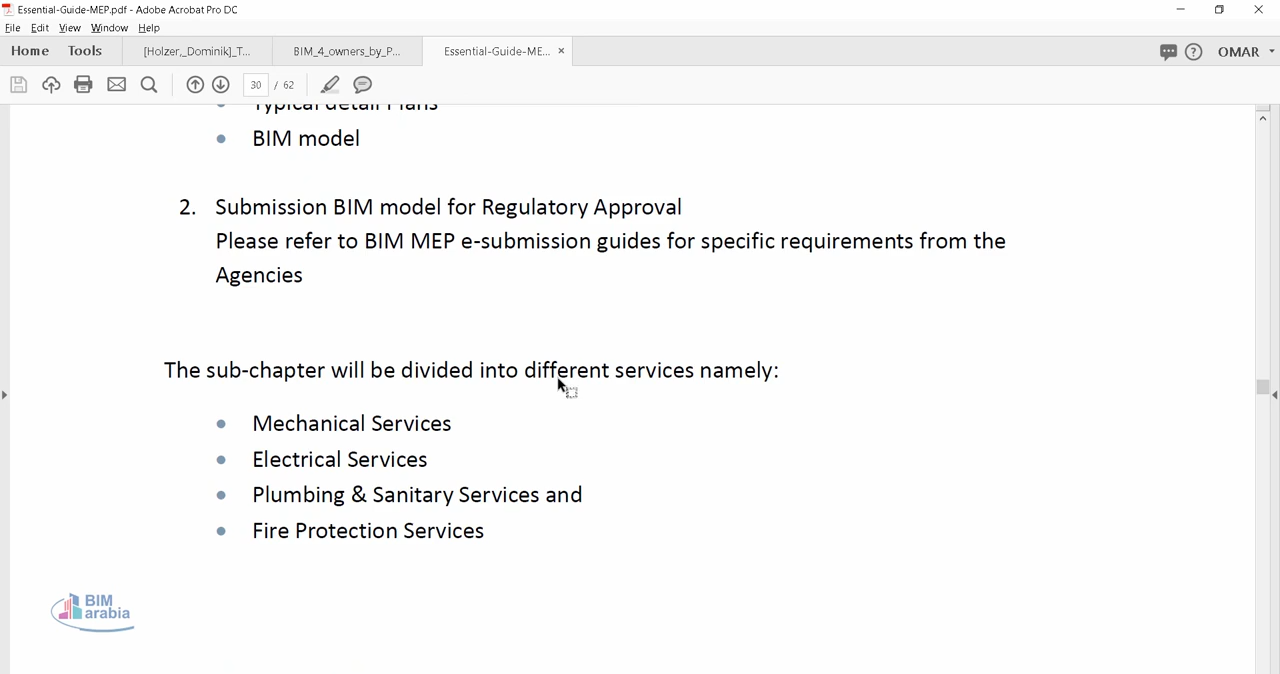 Essential-Guide-MEP.pdf - Adobe Acrobat Pro DC
File Edit View Window Help
Home Tools [Holzer,_Dominik]_T... BIM_4_owners_by_P... Essential-Guide-ME... × OMAR
30 / 62
Typical detail Plans
BIM model
2. Submission BIM model for Regulatory Approval
Please refer to BIM MEP e-submission guides for specific requirements from the
Agencies
The sub-chapter will be divided into different services namely:
Mechanical Services
Electrical Services
Plumbing & Sanitary Services and
Fire Protection Services
BIM
arabia